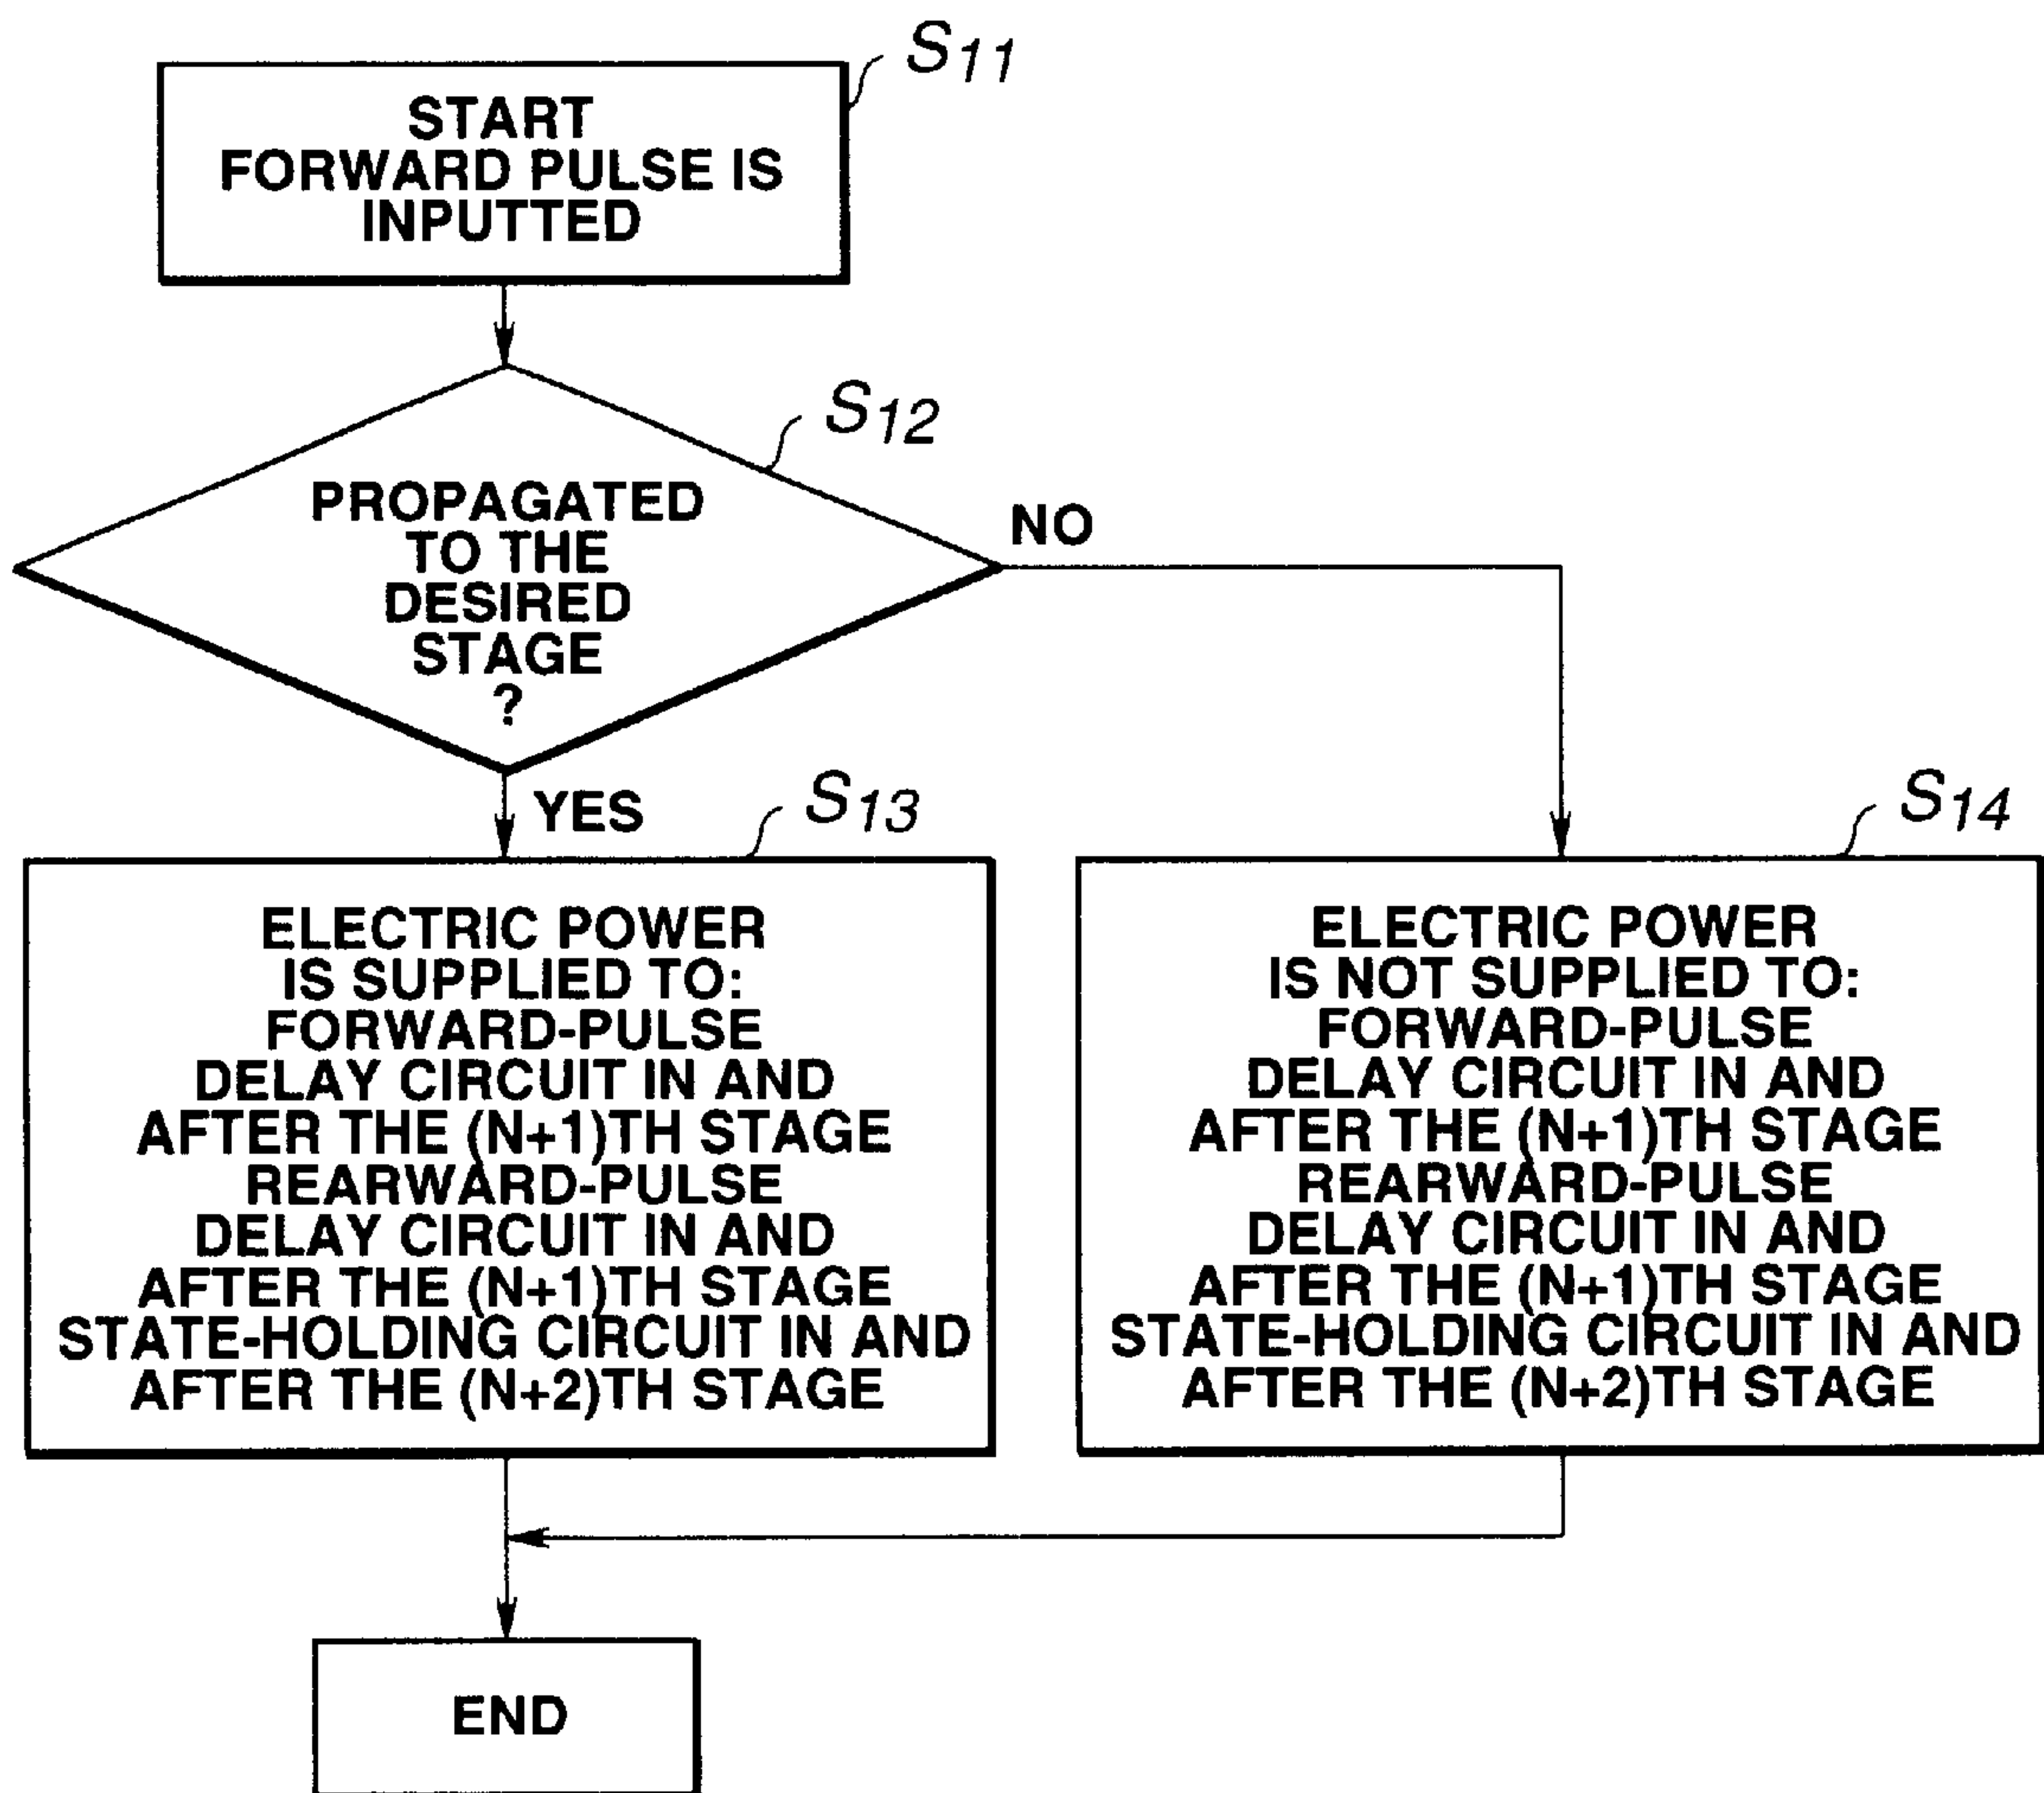 S11
START
FORWARD PULSE IS
INPUTTED
S12
PROPAGATED
TO THE
DESIRED
STAGE
?
NO
YES
S13
ELECTRIC POWER
IS SUPPLIED TO:
FORWARD-PULSE
DELAY CIRCUIT IN AND
AFTER THE (N+1)TH STAGE
REARWARD-PULSE
DELAY CIRCUIT IN AND
AFTER THE (N+1)TH STAGE
STATE-HOLDING CIRCUIT IN AND
AFTER THE (N+2)TH STAGE
S14
ELECTRIC POWER
IS NOT SUPPLIED TO:
FORWARD-PULSE
DELAY CIRCUIT IN AND
AFTER THE (N+1)TH STAGE
REARWARD-PULSE
DELAY CIRCUIT IN AND
AFTER THE (N+1)TH STAGE
STATE-HOLDING CIRCUIT IN AND
AFTER THE (N+2)TH STAGE
END